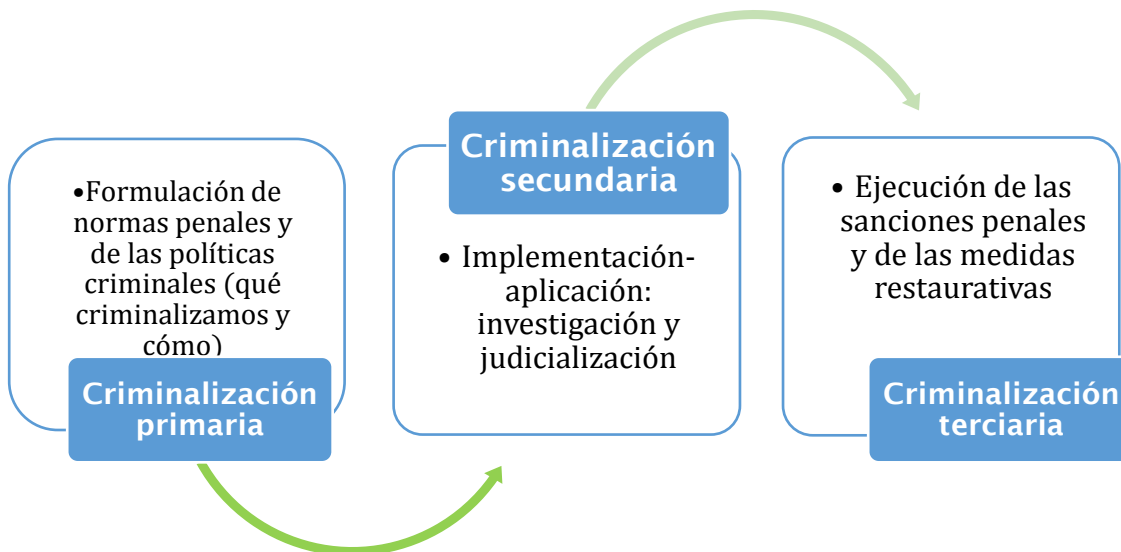 •Formulación de
normas penales y
de las políticas
criminales (qué
criminalizamos y
cómo)
Criminalización
primaria
Criminalización
secundaria
• Implementación-
aplicación:
investigación y
judicialización
• Ejecución de las
sanciones penales
y de las medidas
restaurativas
Criminalización
terciaria